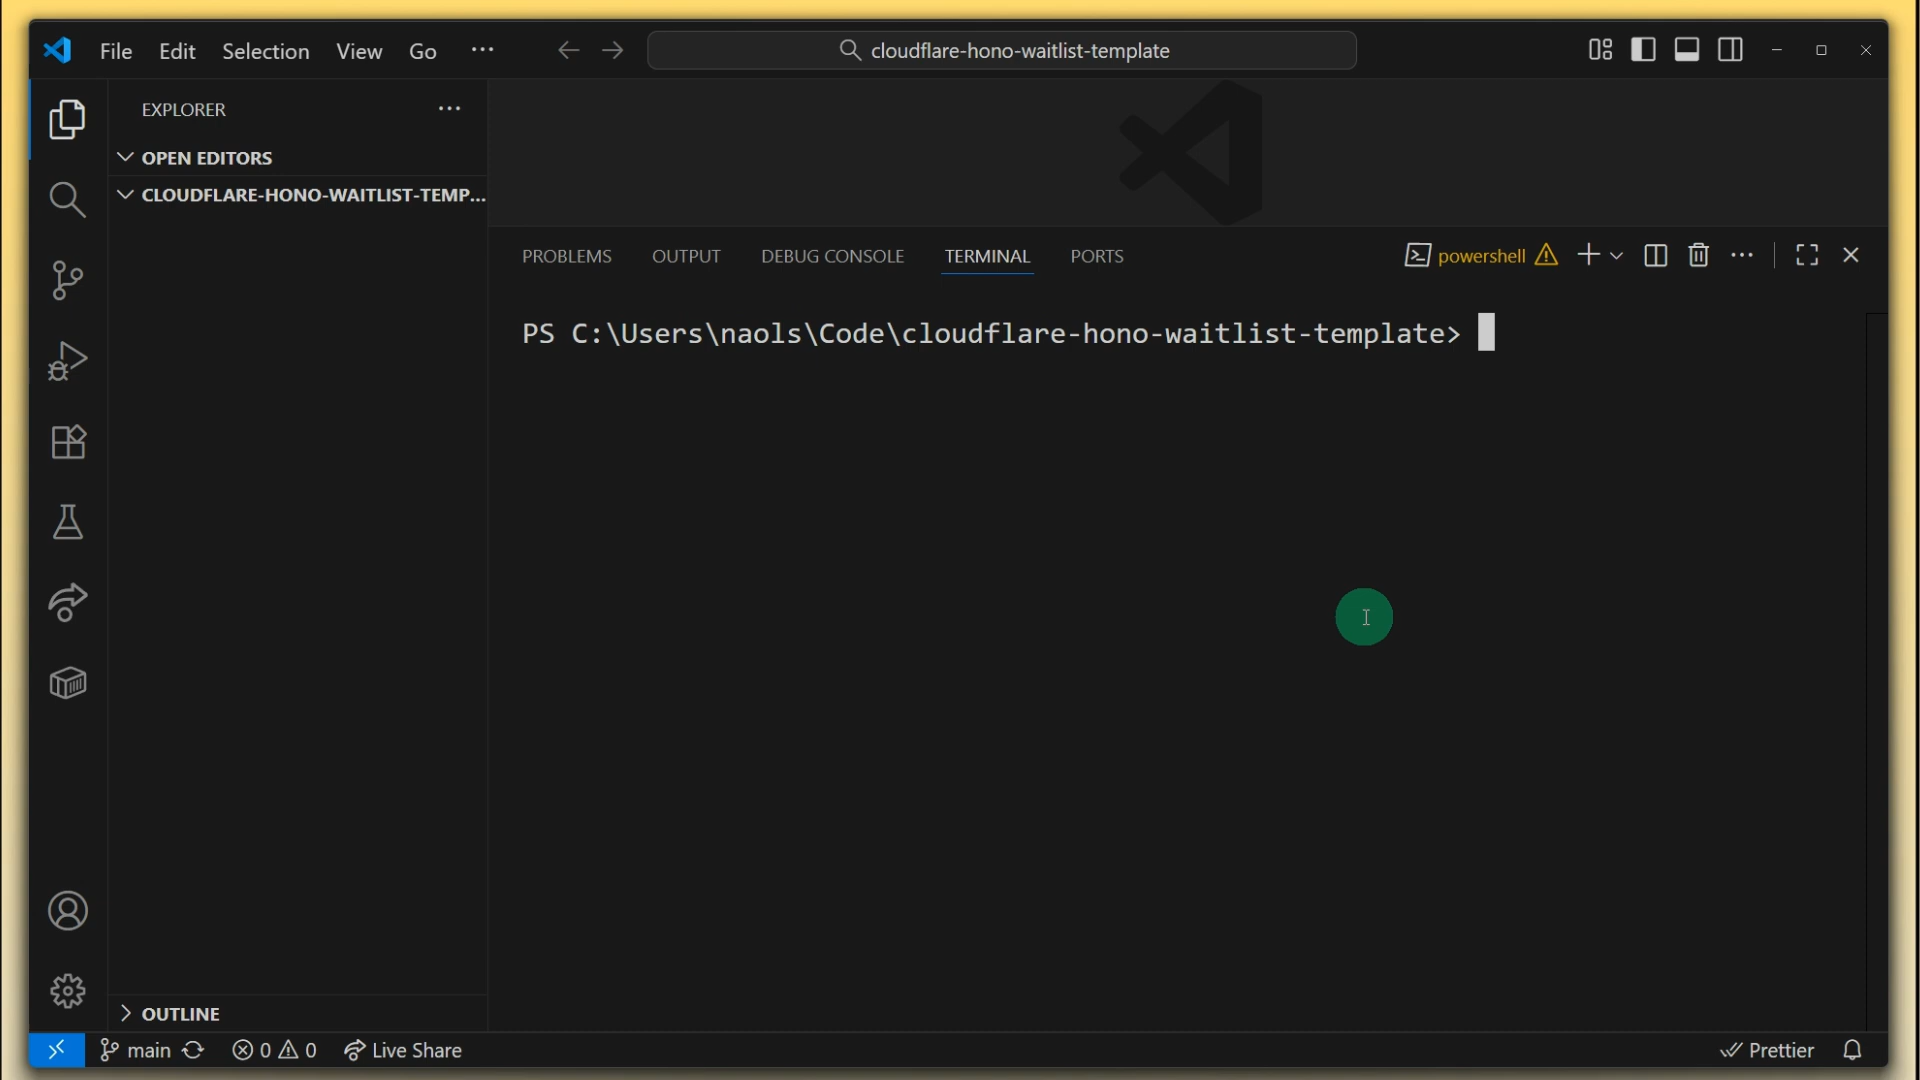 File Edit Selection View Go ···
cloudflare-hono-waitlist-template
EXPLORER
OPEN EDITORS
CLOUDFLARE-HONO-WAITLIST-TEMP...
PROBLEMS OUTPUT DEBUG CONSOLE TERMINAL PORTS
powershell
PS C:\Users\naols\Code\cloudflare-hono-waitlist-template>
OUTLINE
main 0 0 Live Share
Prettier